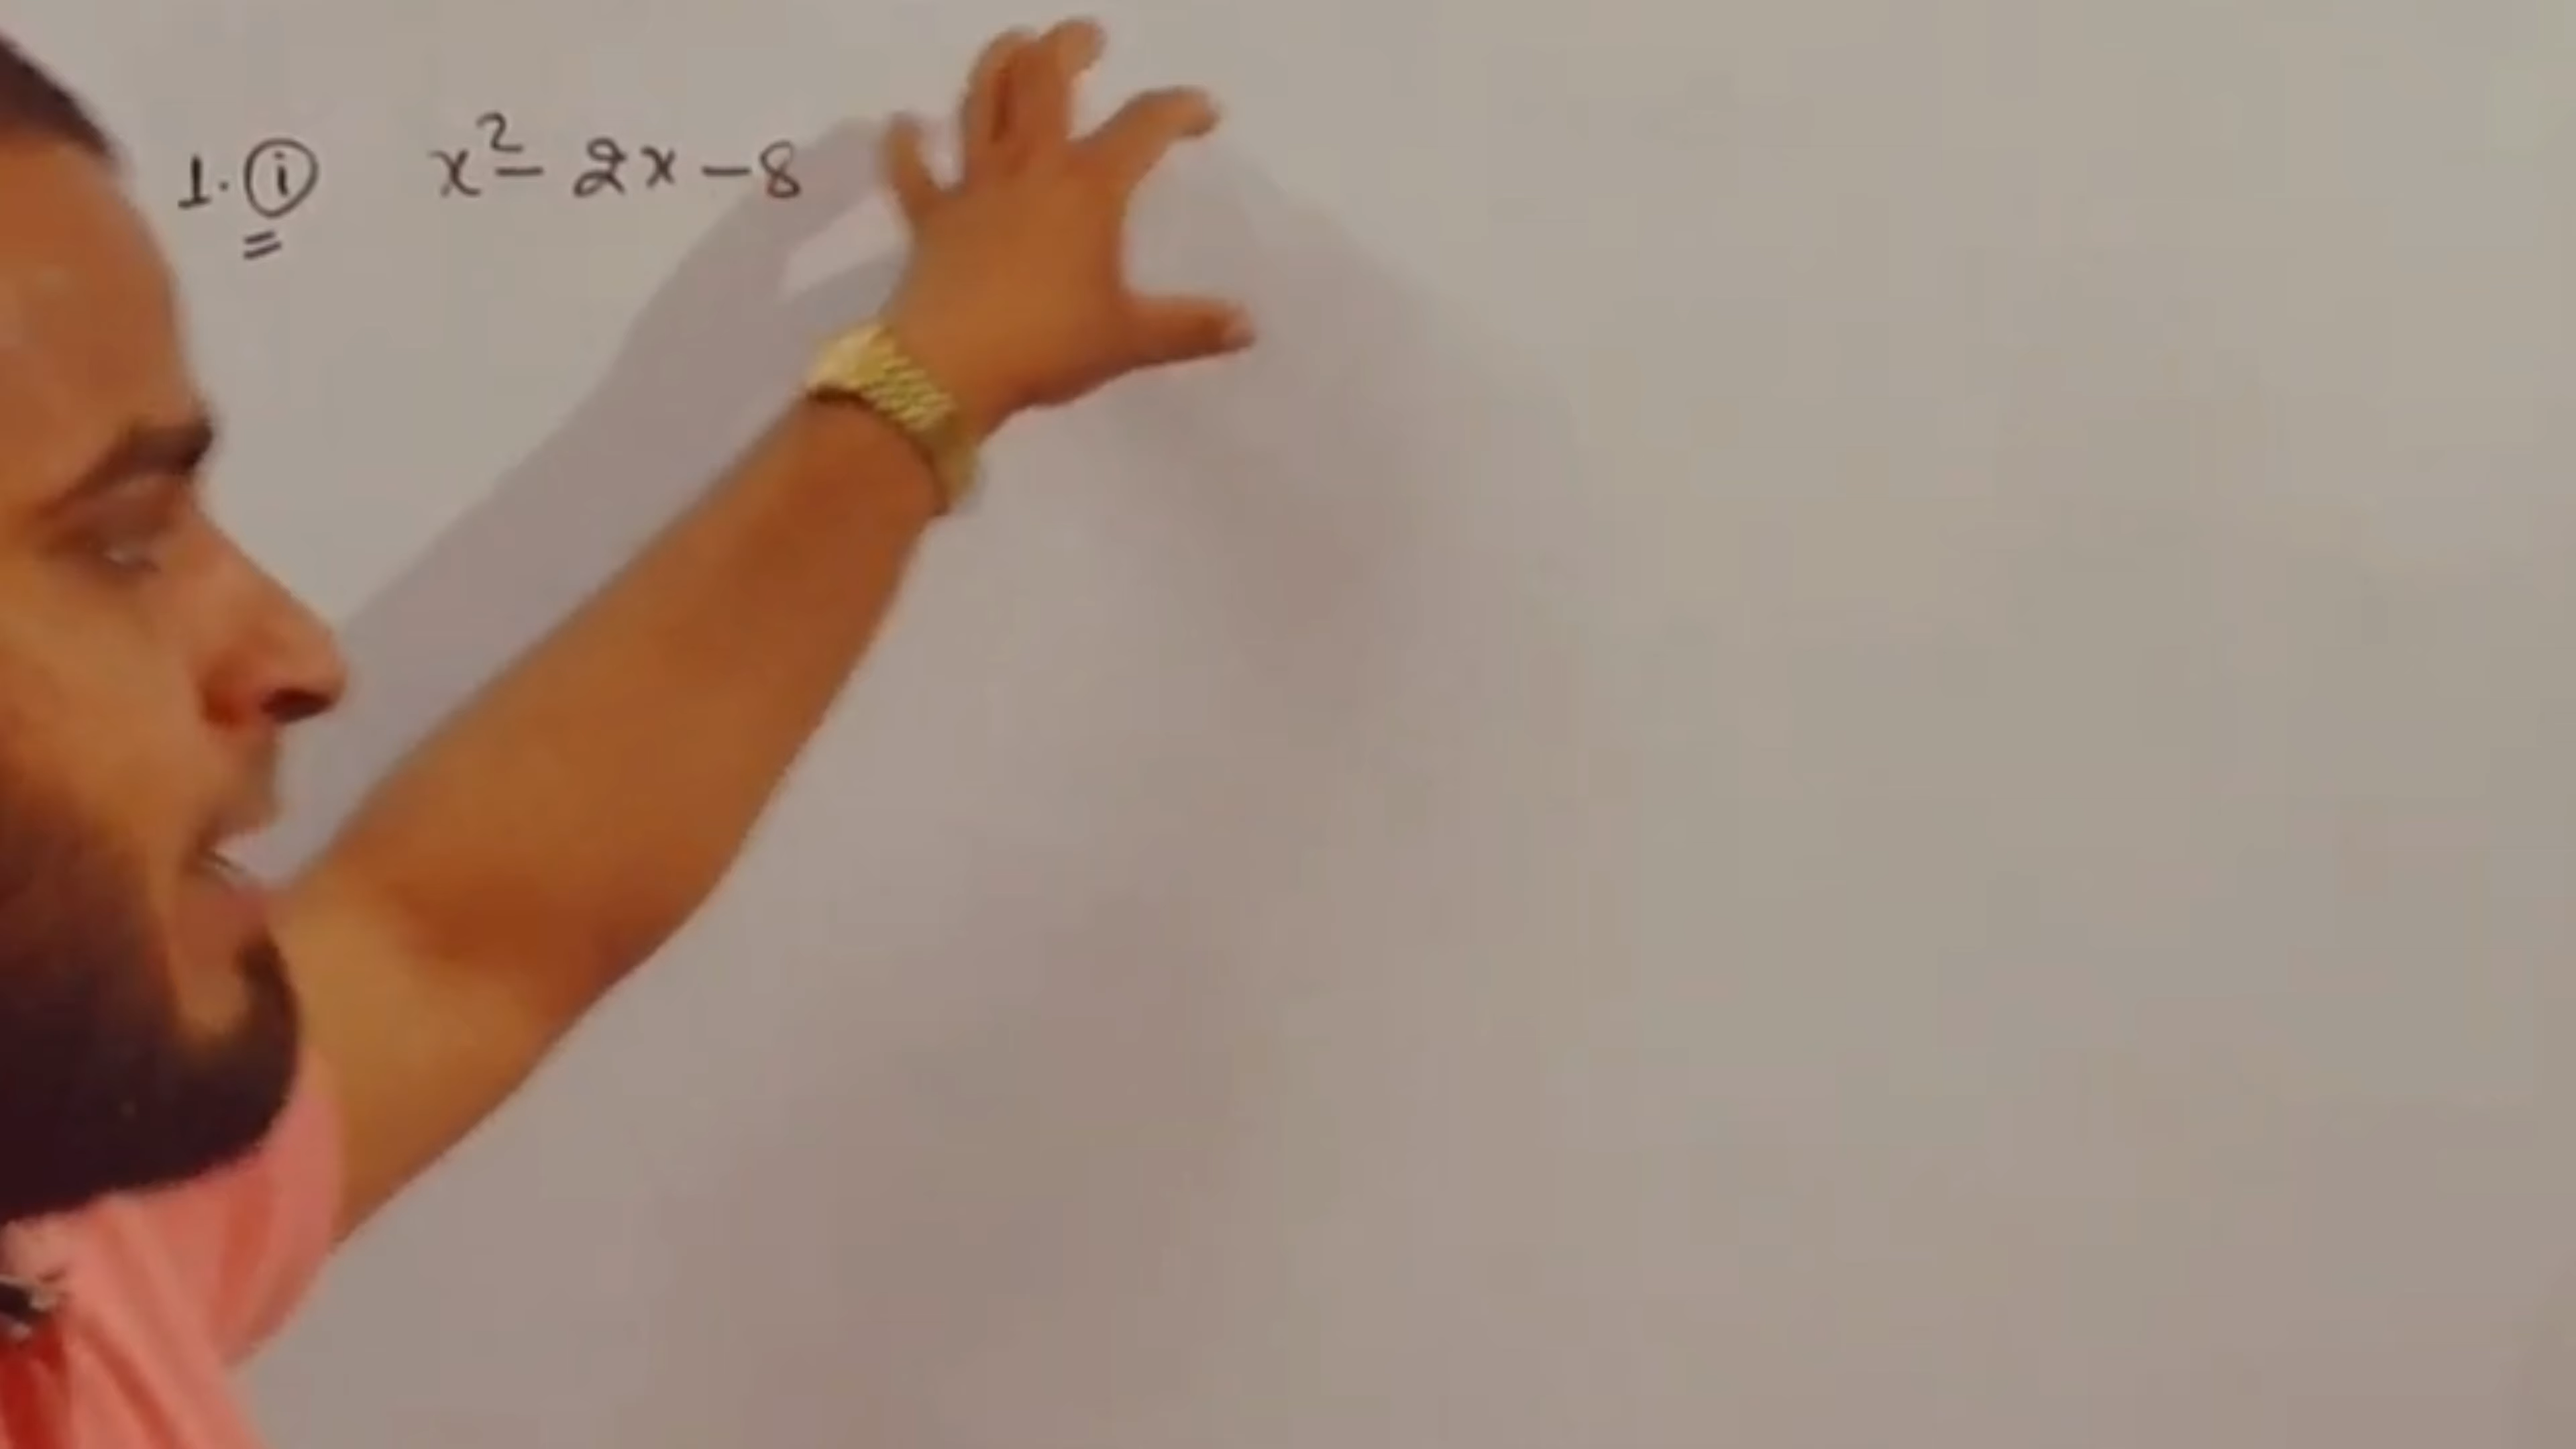 1. ⓘ x² - 2x - 8